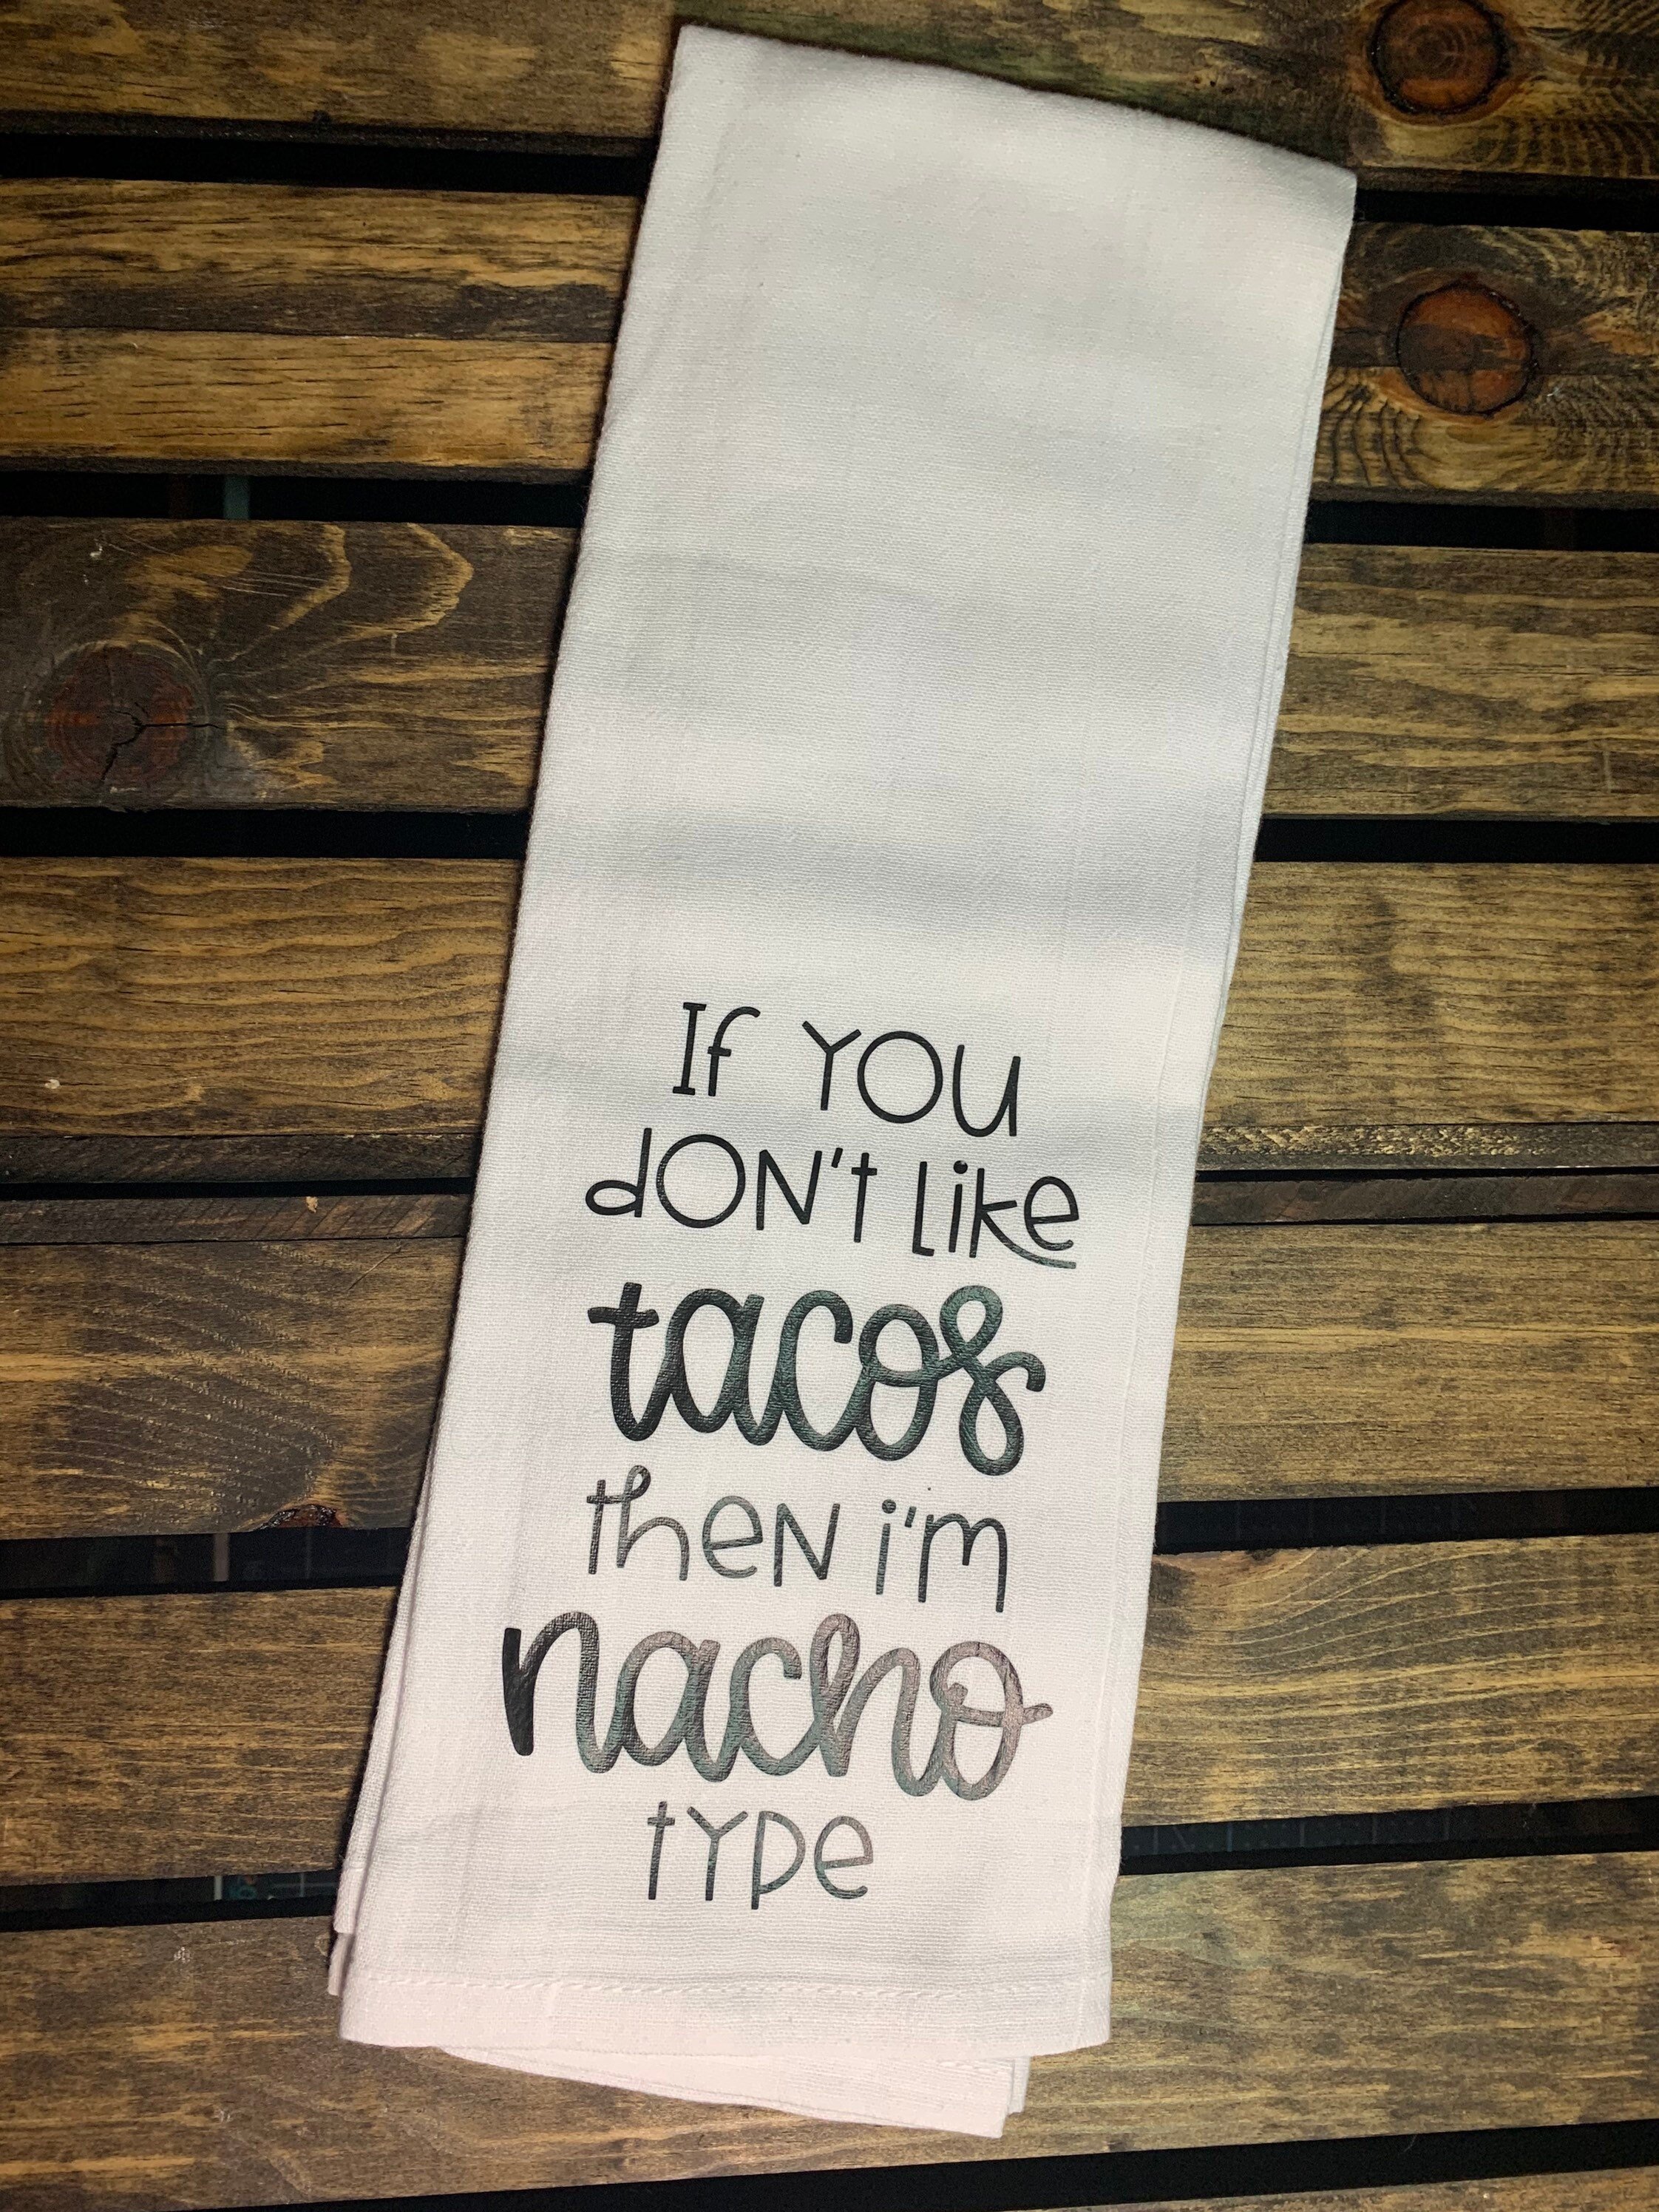 If YOU
dON't Like
tacos
theN i'm
nacho
type